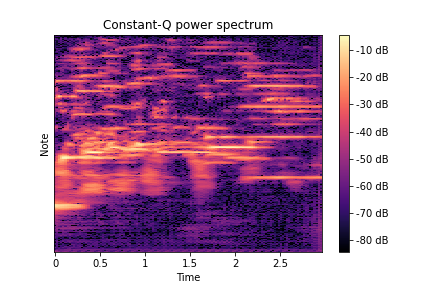 Constant-Q power spectrum
Note
-10 dB
-20 dB
-30 dB
-40 dB
-50 dB
-60 dB
-70 dB
-80 dB
0 0.5 1 1.5 2 2.5
Time